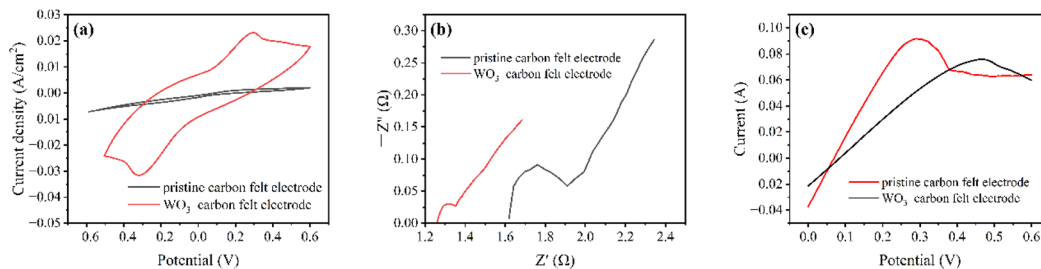 (a)
Current density (A/cm²)
0.03
0.02
0.01
0.00
−0.01
−0.02
−0.03
−0.04
−0.05
pristine carbon felt electrode
WO₃ carbon felt electrode
0.6 0.4 0.2 0.0 0.2 0.4 0.6
Potential (V)
(b)
−Z″ (Ω)
0.30
0.25
0.20
0.15
0.10
0.05
0.00
pristine carbon felt electrode
WO₃ carbon felt electrode
1.2 1.4 1.6 1.8 2.0 2.2 2.4
Z′ (Ω)
(c)
Current (A)
0.10
0.08
0.06
0.04
0.02
0.00
0.02
−0.04
pristine carbon felt electrode
WO₃ carbon felt electrode
0.0 0.1 0.2 0.3 0.4 0.5 0.6
Potential (V)